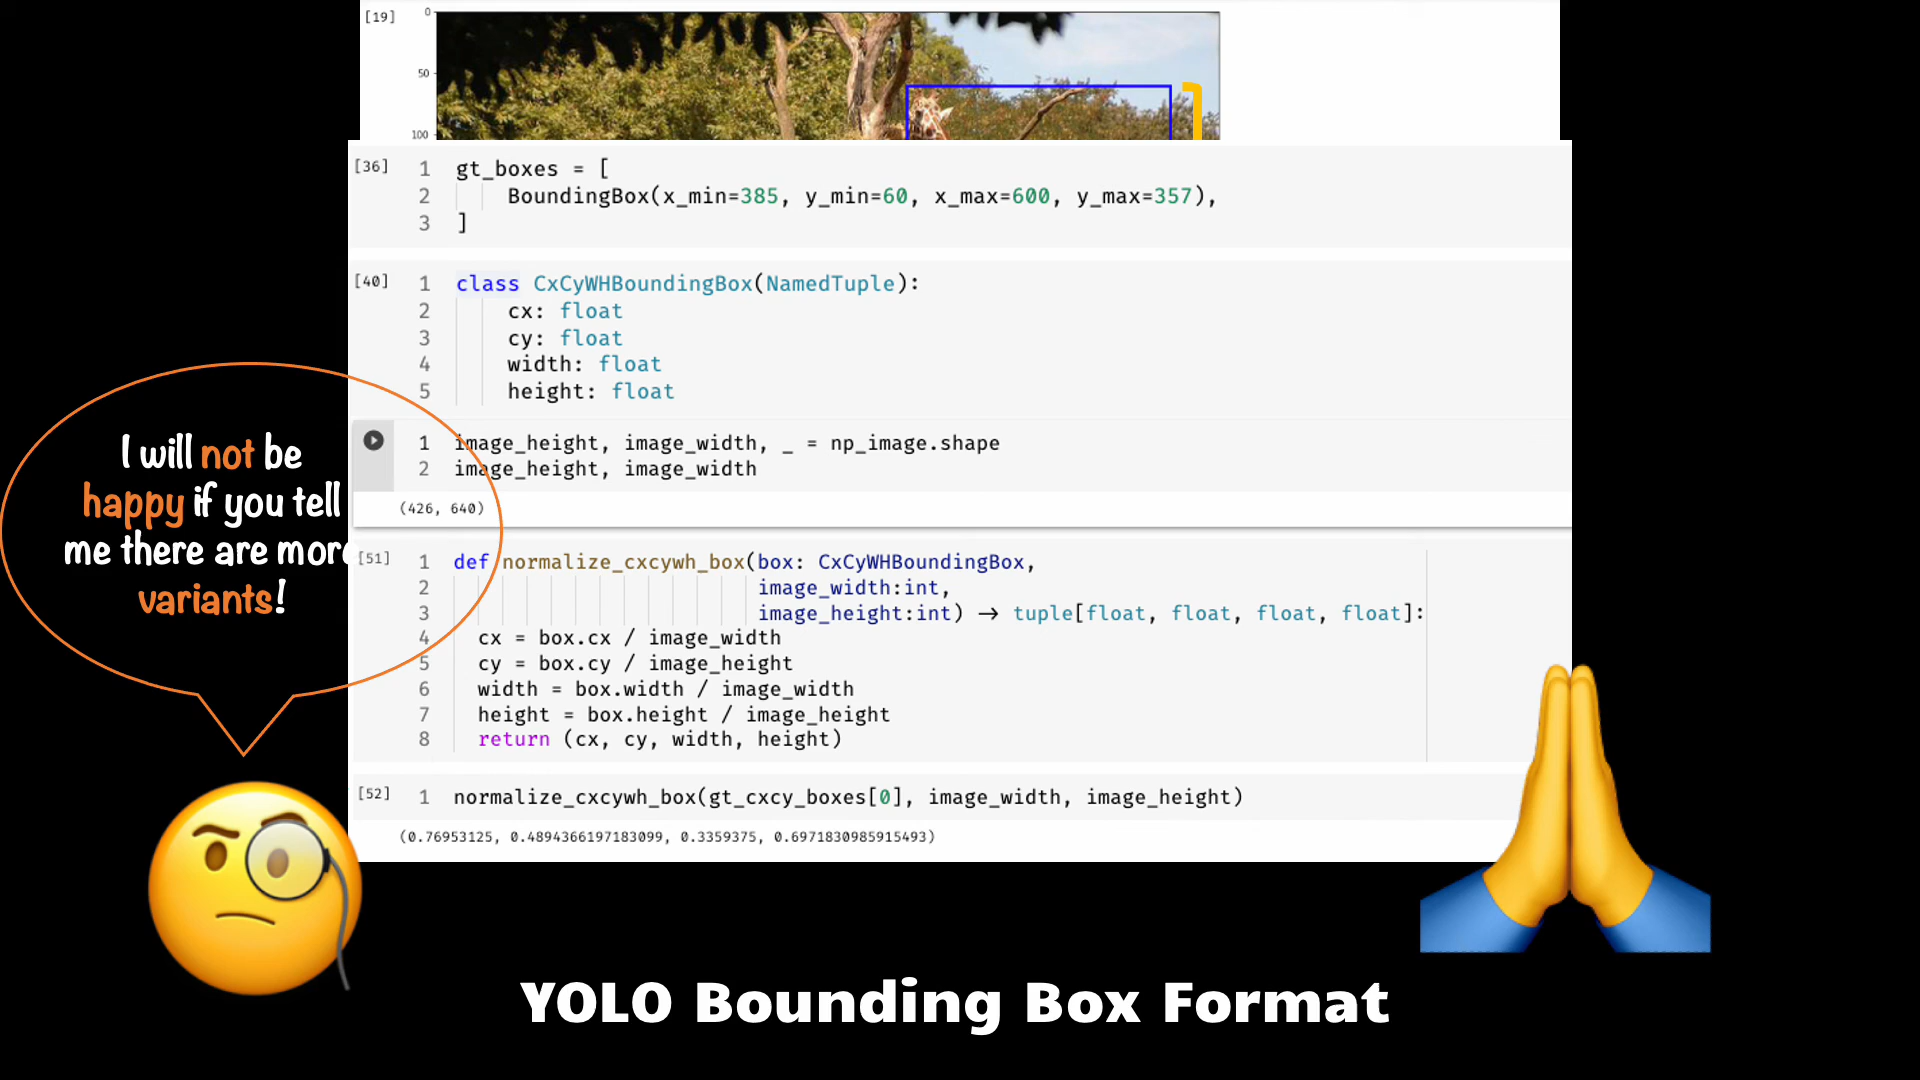 [19]
0
50
100
[36] 1 gt_boxes = [
2 BoundingBox(x_min=385, y_min=60, x_max=600, y_max=357),
3 ]
[40] 1 class CxCyWHBoundingBox(NamedTuple):
2 cx: float
3 cy: float
4 width: float
5 height: float
1 image_height, image_width, _ = np_image.shape
2 image_height, image_width
(426, 640)
I will not be
happy if you tell
me there are more
variants!
[51] 1 def normalize_cxcywh_box(box: CxCyWHBoundingBox,
2 image_width:int,
3 image_height:int) → tuple[float, float, float, float]:
4 cx = box.cx / image_width
5 cy = box.cy / image_height
6 width = box.width / image_width
7 height = box.height / image_height
8 return (cx, cy, width, height)
[52] 1 normalize_cxcywh_box(gt_cxcy_boxes[0], image_width, image_height)
(0.76953125, 0.4894366197183099, 0.3359375, 0.6971830985915493)
YOLO Bounding Box Format